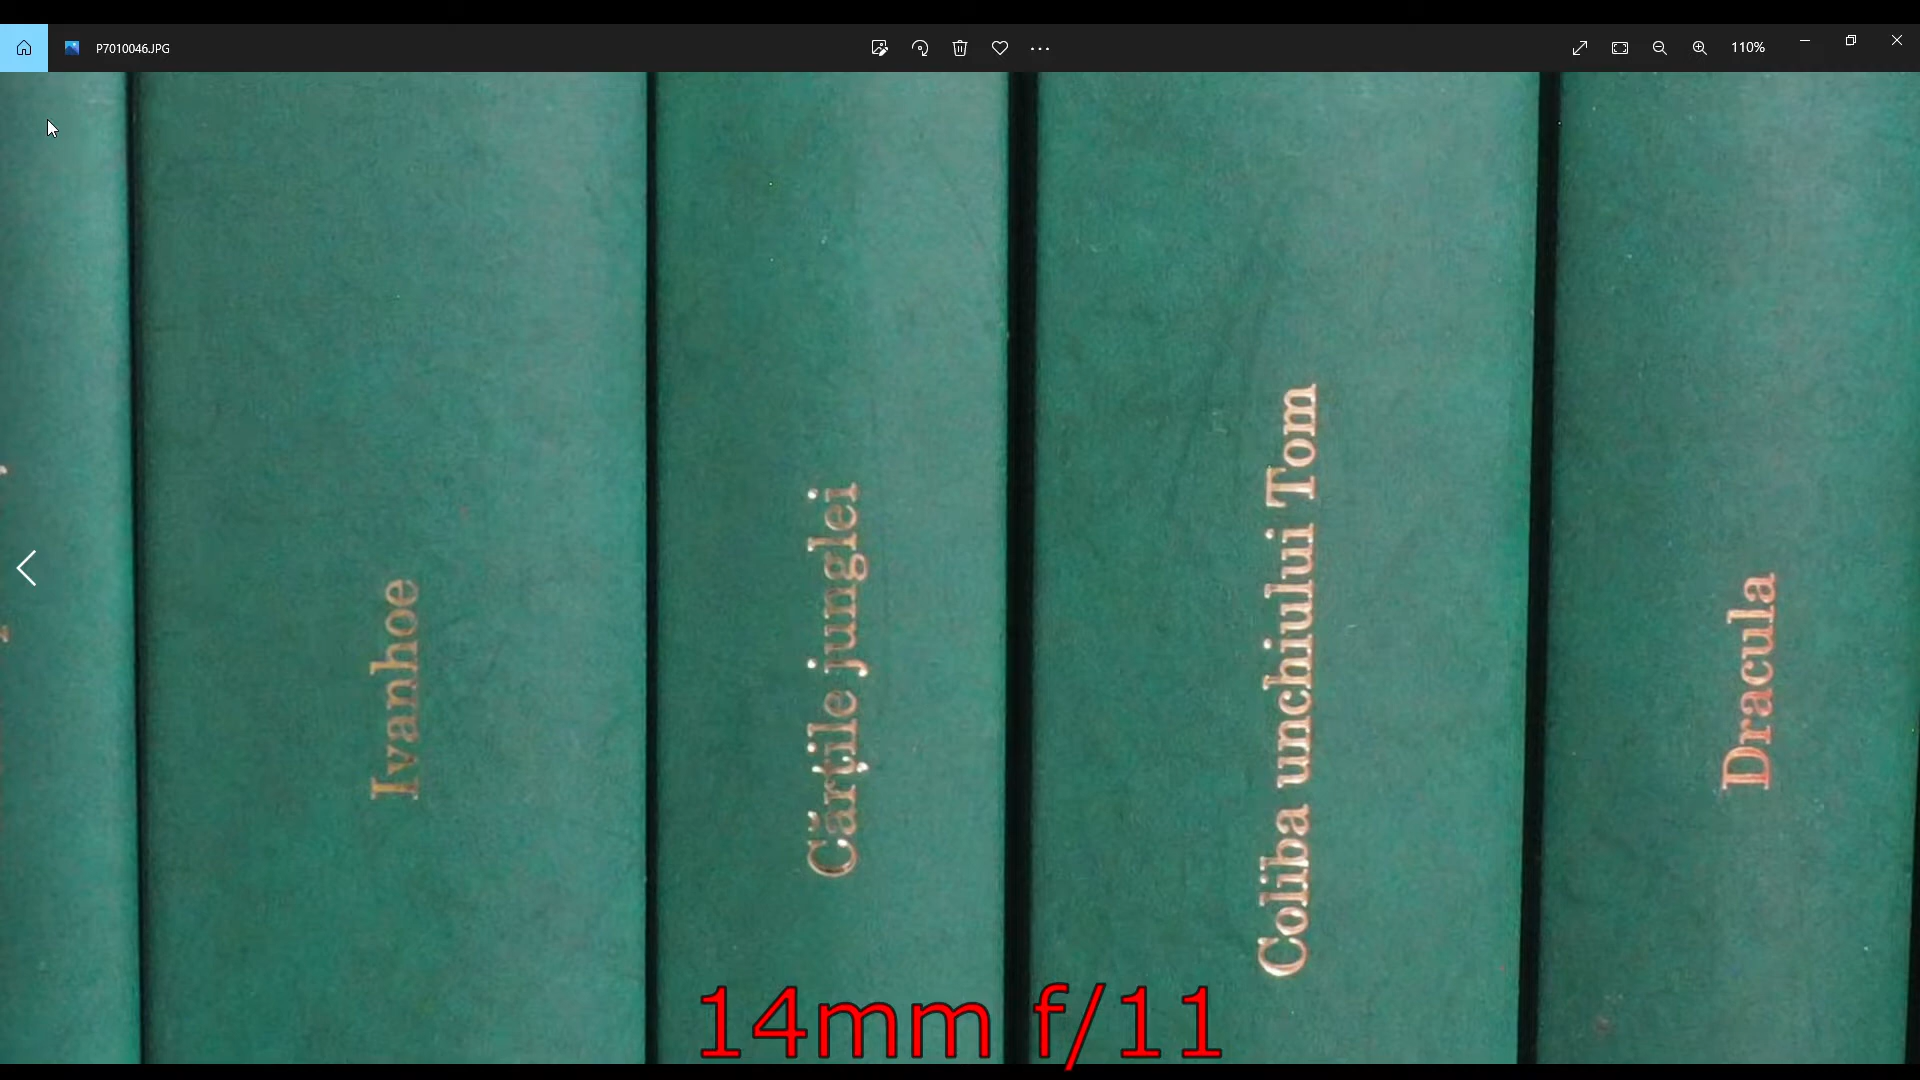 P7010046.JPG
110%
Ivanhoe
Cărțile junglei
Coliba unchiului Tom
Dracula
14mm f/11